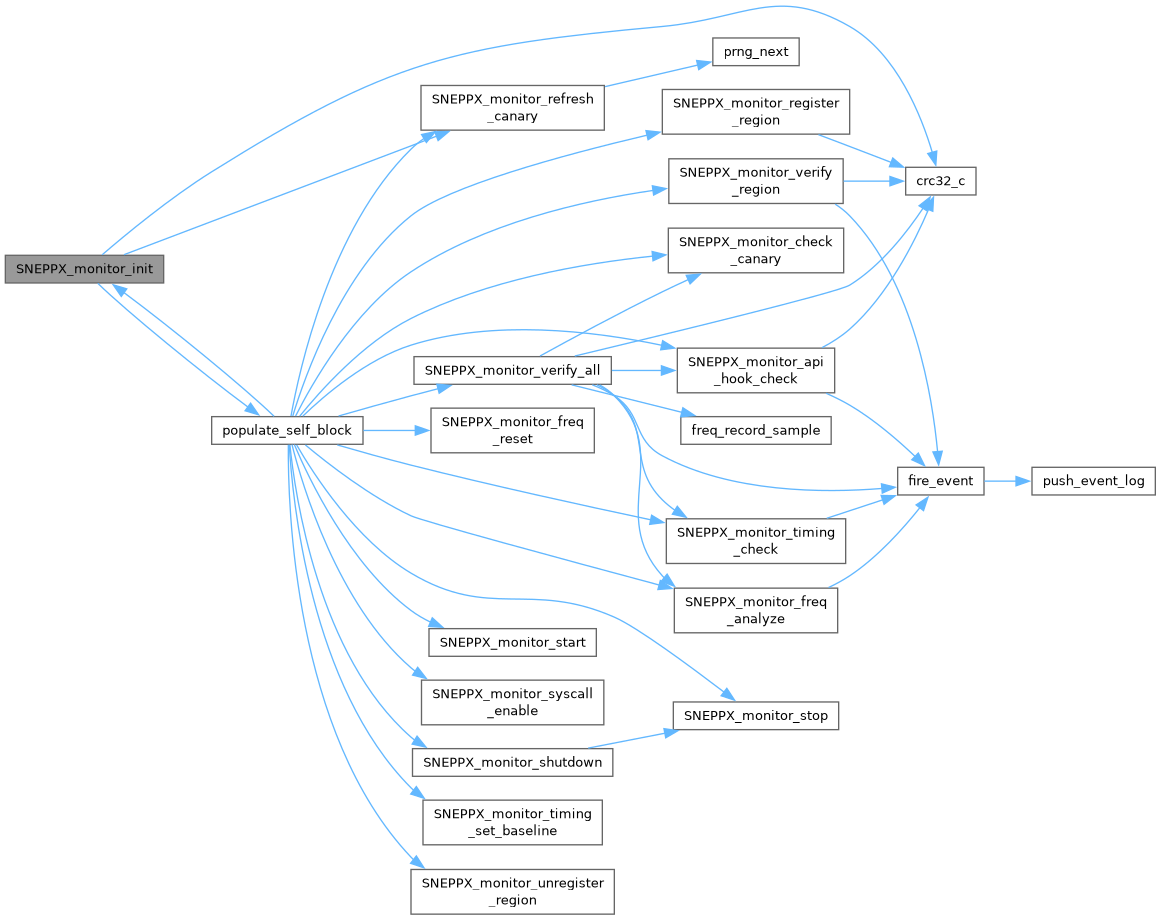 prng_next
SNEPPX_monitor_refresh
_canary
SNEPPX_monitor_register
_region
crc32_c
SNEPPX_monitor_verify
_region
SNEPPX_monitor_check
_canary
SNEPPX_monitor_init
SNEPPX_monitor_api
_hook_check
SNEPPX_monitor_verify_all
populate_self_block
SNEPPX_monitor_freq
_reset
freq_record_sample
fire_event
push_event_log
SNEPPX_monitor_timing
_check
SNEPPX_monitor_freq
_analyze
SNEPPX_monitor_start
SNEPPX_monitor_syscall
_enable
SNEPPX_monitor_stop
SNEPPX_monitor_shutdown
SNEPPX_monitor_timing
_set_baseline
SNEPPX_monitor_unregister
_region